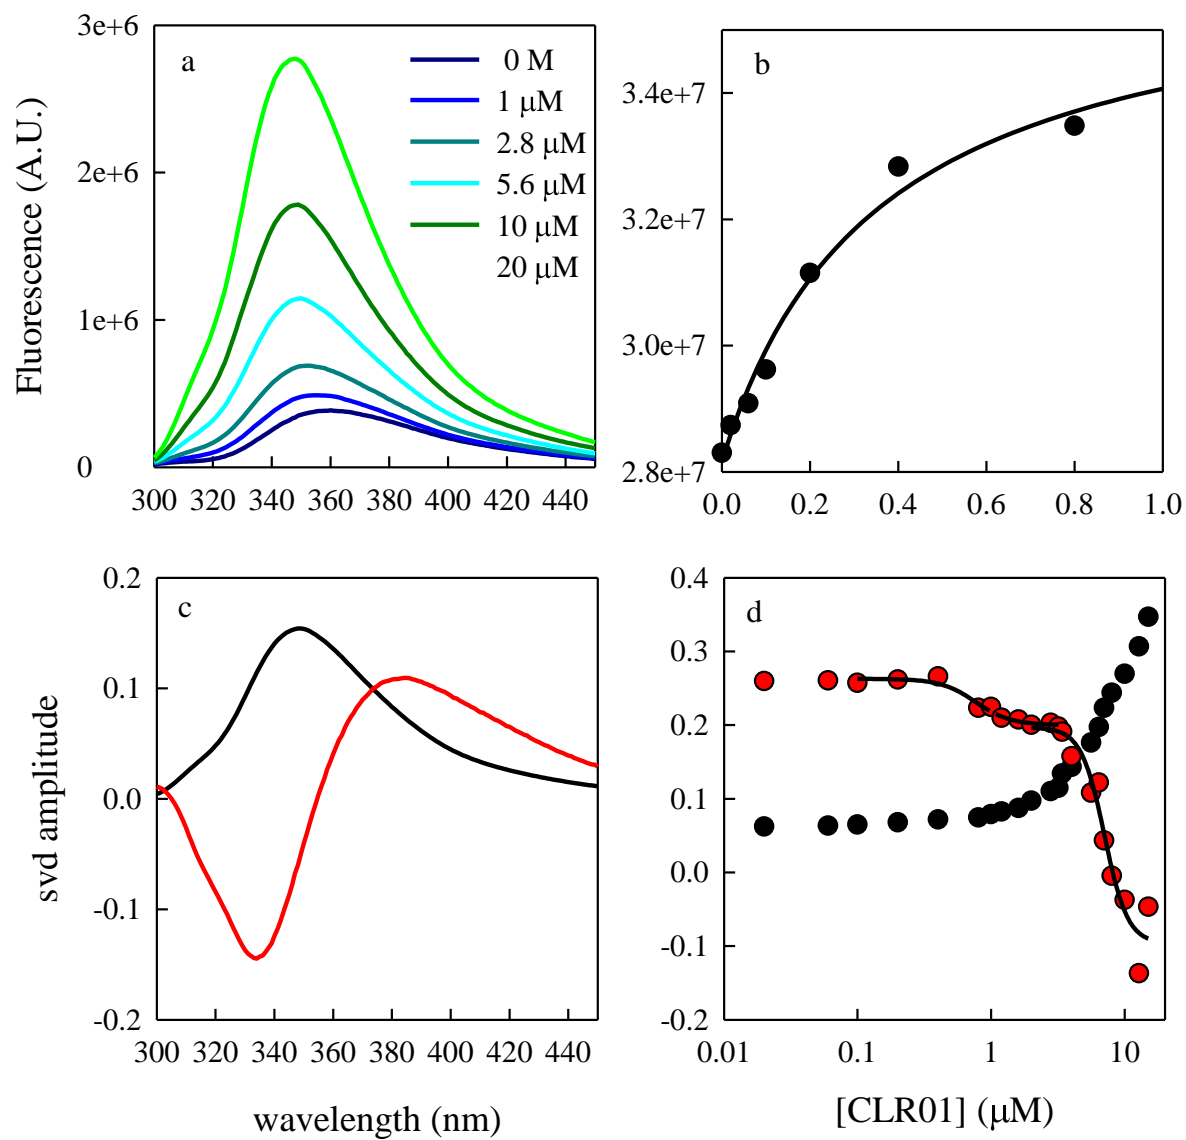 3e+6
2e+6
1e+6
0
Fluorescence (A.U.)
a
0 M
1 μM
2.8 μM
5.6 μM
10 μM
20 μM
300 320 340 360 380 400 420 440
b
3.4e+7
3.2e+7
3.0e+7
2.8e+7
0.0 0.2 0.4 0.6 0.8 1.0
c
0.2
0.1
0.0
-0.1
-0.2
svd amplitude
300 320 340 360 380 400 420 440
wavelength (nm)
d
0.4
0.3
0.2
0.1
0.0
-0.1
-0.2
0.01 0.1 1 10
[CLR01] (μM)